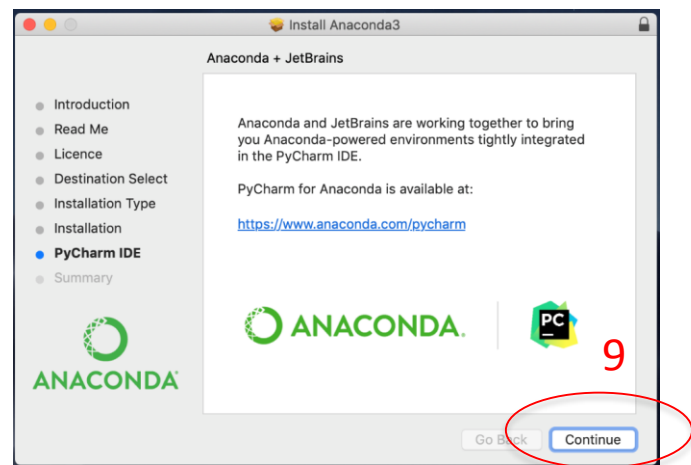 Install Anaconda3
Anaconda + JetBrains
Introduction
Read Me
Licence
Destination Select
Installation Type
Installation
PyCharm IDE
Summary
ANACONDA
Anaconda and JetBrains are working together to bring
you Anaconda-powered environments tightly integrated
in the PyCharm IDE.
PyCharm for Anaconda is available at:
https://www.anaconda.com/pycharm
ANACONDA.
PC
9
Go Back
Continue